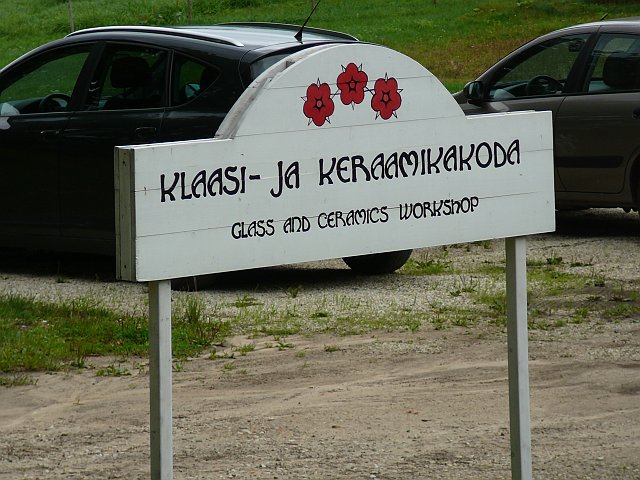 KLAASI- JA KERAAMIKAKODA
GLASS AND CERAMICS WORKSHOP